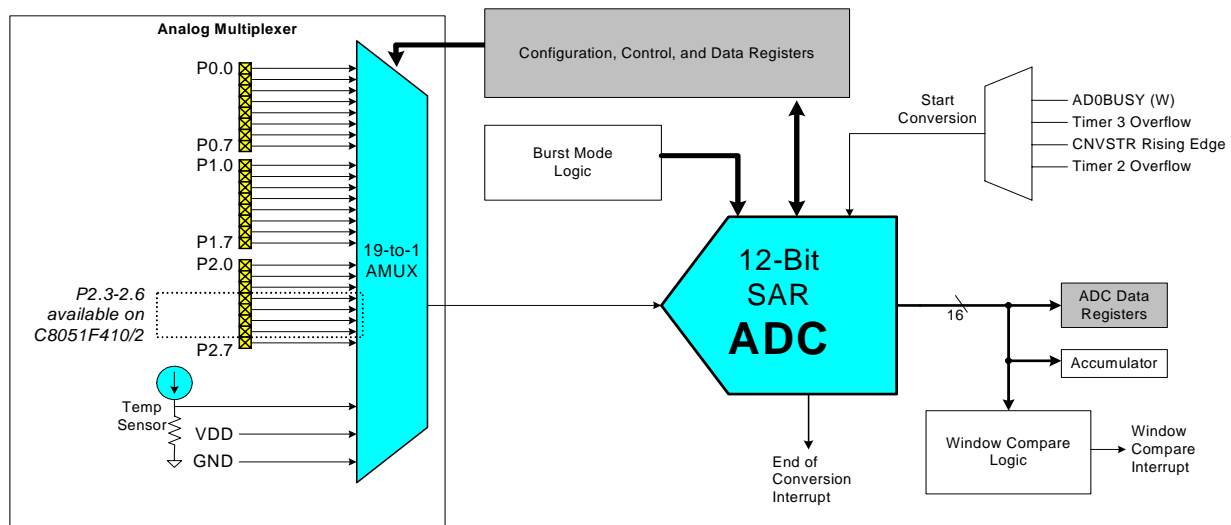 Analog Multiplexer
P0.0
P0.7
P1.0
P1.7
P2.0
P2.3-2.6
available on
C8051F410/2
P2.7
Temp
Sensor
VDD
GND
19-to-1
AMUX
Configuration, Control, and Data Registers
Burst Mode
Logic
Start
Conversion
AD0BUSY (W)
Timer 3 Overflow
CNVSTR Rising Edge
Timer 2 Overflow
12-Bit
SAR
ADC
16
ADC Data
Registers
Accumulator
Window Compare
Logic
Window
Compare
Interrupt
End of
Conversion
Interrupt